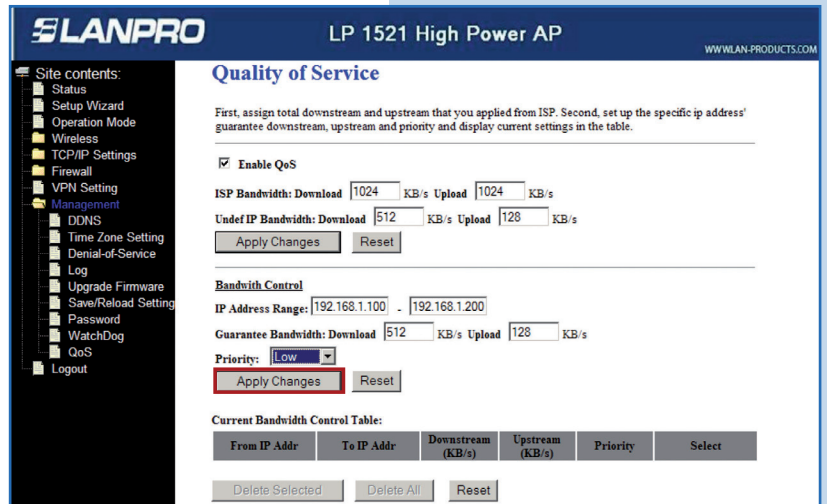 LANPRO
LP 1521 High Power AP
WWW.LAN-PRODUCTS.COM
Site contents:
Status
Setup Wizard
Operation Mode
Wireless
TCP/IP Settings
Firewall
VPN Setting
Management
DDNS
Time Zone Setting
Denial-of-Service
Log
Upgrade Firmware
Save/Reload Setting
Password
WatchDog
QoS
Logout
Quality of Service
First, assign total downstream and upstream that you applied from ISP. Second, set up the specific ip address'
guarantee downstream, upstream and priority and display current settings in the table.
Enable QoS
ISP Bandwidth: Download 1024 KB/s Upload 1024 KB/s
Undef IP Bandwidth: Download 512 KB/s Upload 128 KB/s
Apply Changes Reset
Bandwith Control
IP Address Range: 192.168.1.100 - 192.168.1.200
Guarantee Bandwidth: Download 512 KB/s Upload 128 KB/s
Priority: Low
Apply Changes Reset
Current Bandwidth Control Table:
From IP Addr To IP Addr Downstream (KB/s) Upstream (KB/s) Priority Select
Delete Selected Delete All Reset